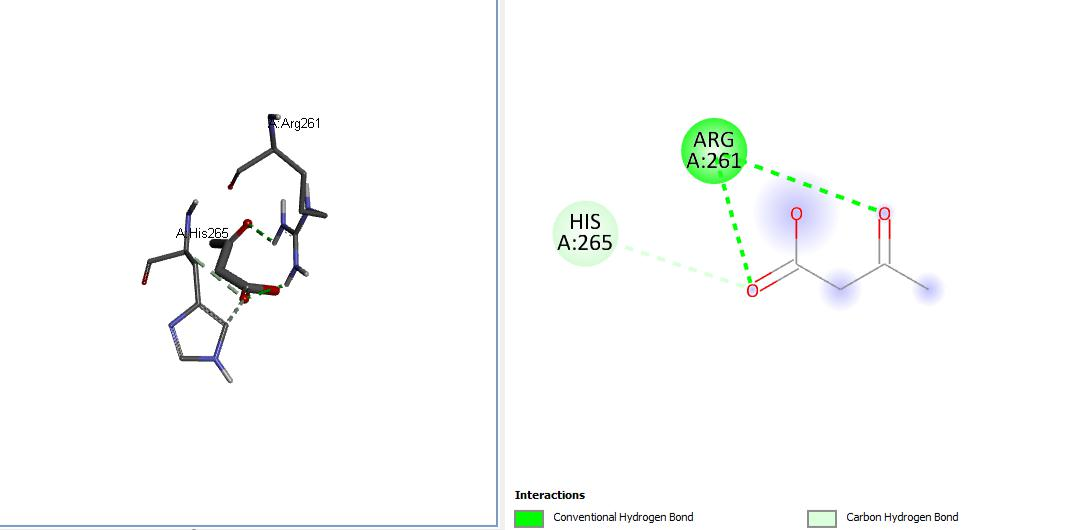 A:Arg261
A:His265
ARG
A:261
HIS
A:265
O
O
O
Interactions
Conventional Hydrogen Bond
Carbon Hydrogen Bond